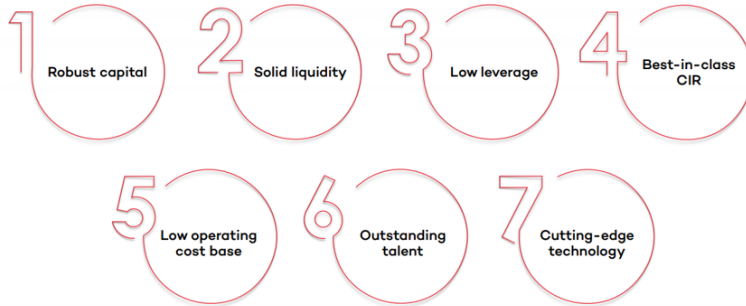 1 Robust capital
2 Solid liquidity
3 Low leverage
4 Best-in-class
CIR
5 Low operating
cost base
6 Outstanding
talent
7 Cutting-edge
technology